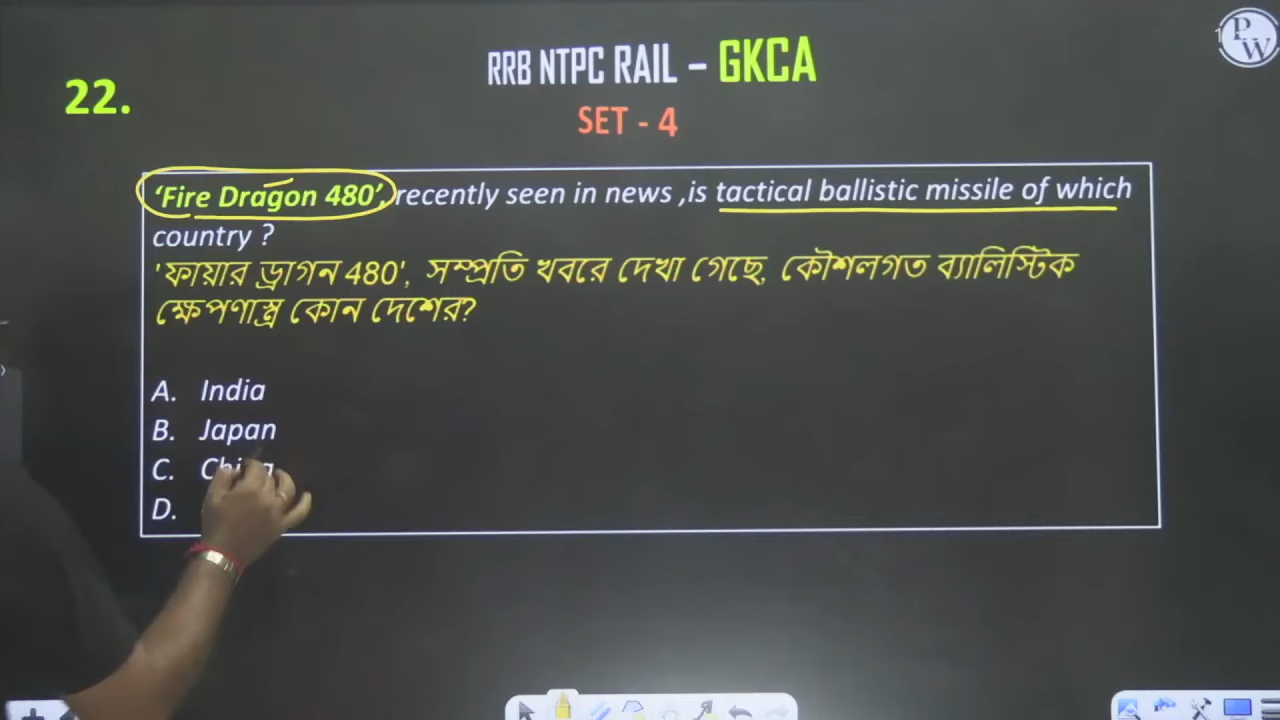 P
W
RRB NTPC RAIL – GKCA
SET - 4
22.
‘Fire Dragon 480’, recently seen in news ,is tactical ballistic missile of which
country ?
'ফায়ার ড্রাগন 480', সম্প্রতি খবরে দেখা গেছে, কৌশলগত ব্যালিস্টিক
ক্ষেপণাস্ত্র কোন দেশের?
A. India
B. Japan
C. China
D.